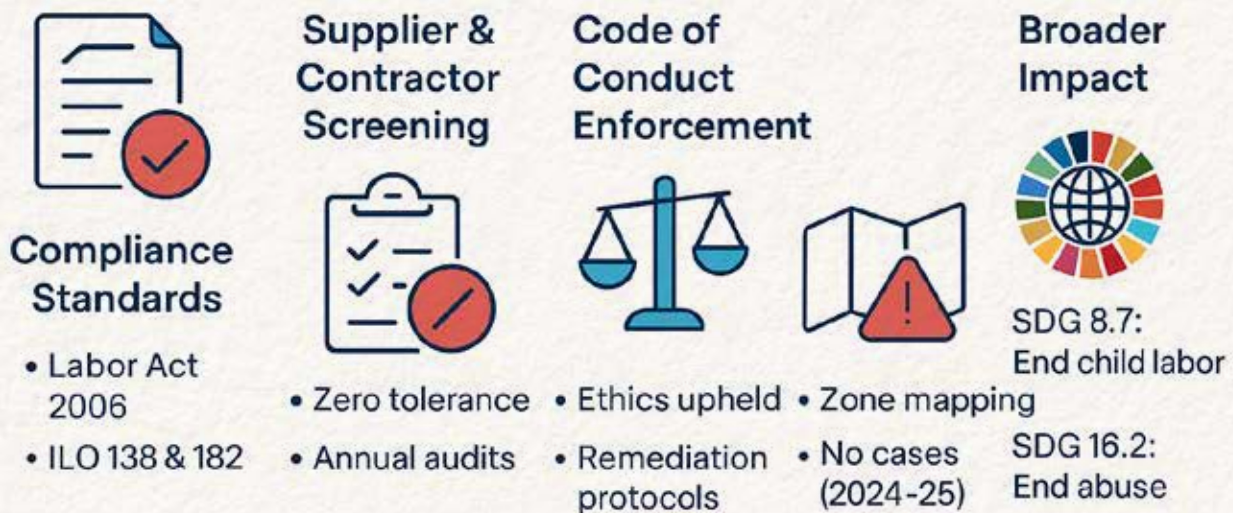 Compliance
Standards
• Labor Act
2006
• ILO 138 & 182
Supplier &
Contractor
Screening
• Zero tolerance
• Annual audits
Code of
Conduct
Enforcement
• Ethics upheld
• Remediation
protocols
!
• Zone mapping
• No cases
(2024-25)
Broader
Impact
SDG 8.7:
End child labor
SDG 16.2:
End abuse